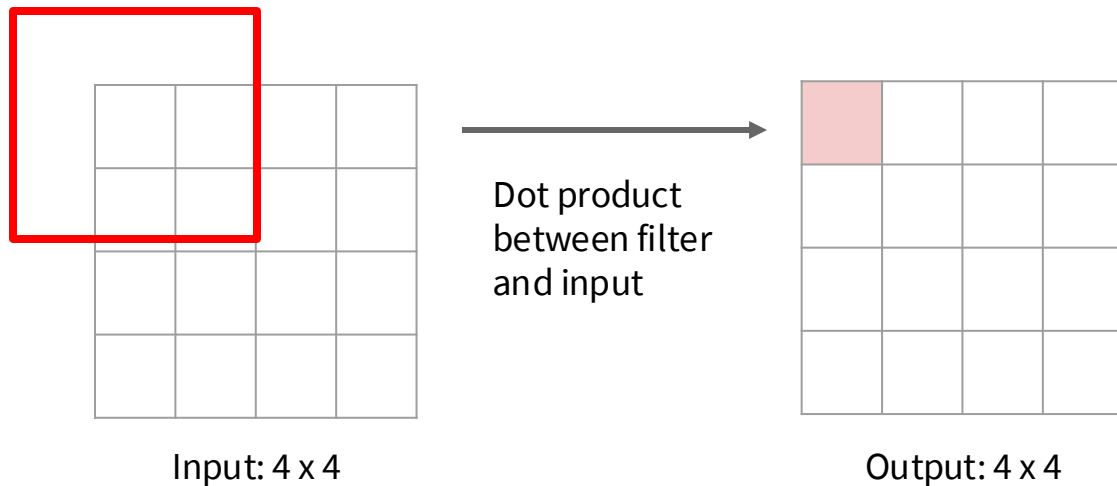 Dot product
between filter
and input
Input: 4 x 4
Output: 4 x 4